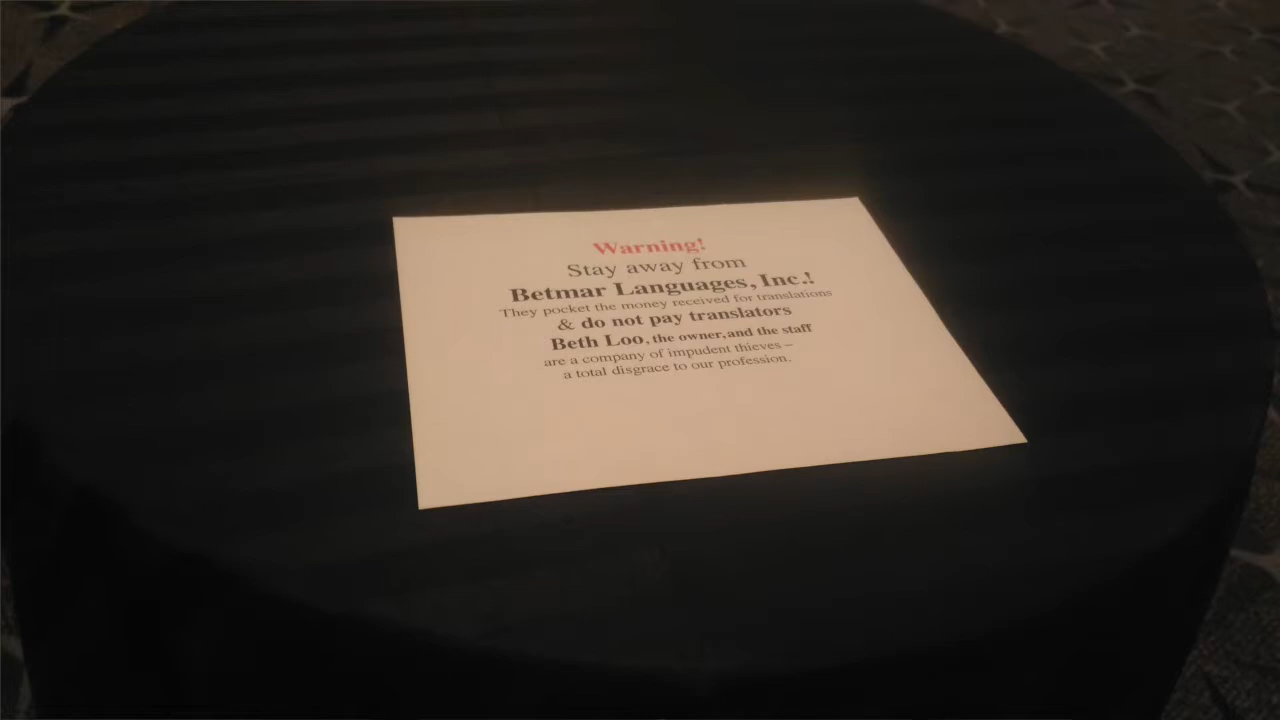 Warning!
Stay away from
Betmar Languages, Inc.!
They pocket the money received for translations
& do not pay translators
Beth Loo, the owner, and the staff
are a company of impudent thieves –
a total disgrace to our profession.